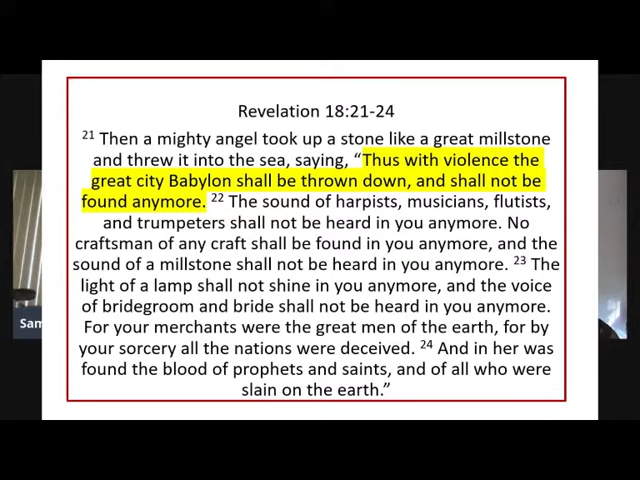 Revelation 18:21-24
21 Then a mighty angel took up a stone like a great millstone
and threw it into the sea, saying, “Thus with violence the
great city Babylon shall be thrown down, and shall not be
found anymore. 22 The sound of harpists, musicians, flutists,
and trumpeters shall not be heard in you anymore. No
craftsman of any craft shall be found in you anymore, and the
sound of a millstone shall not be heard in you anymore. 23 The
light of a lamp shall not shine in you anymore, and the voice
of bridegroom and bride shall not be heard in you anymore.
For your merchants were the great men of the earth, for by
your sorcery all the nations were deceived. 24 And in her was
found the blood of prophets and saints, and of all who were
slain on the earth.”
Sam